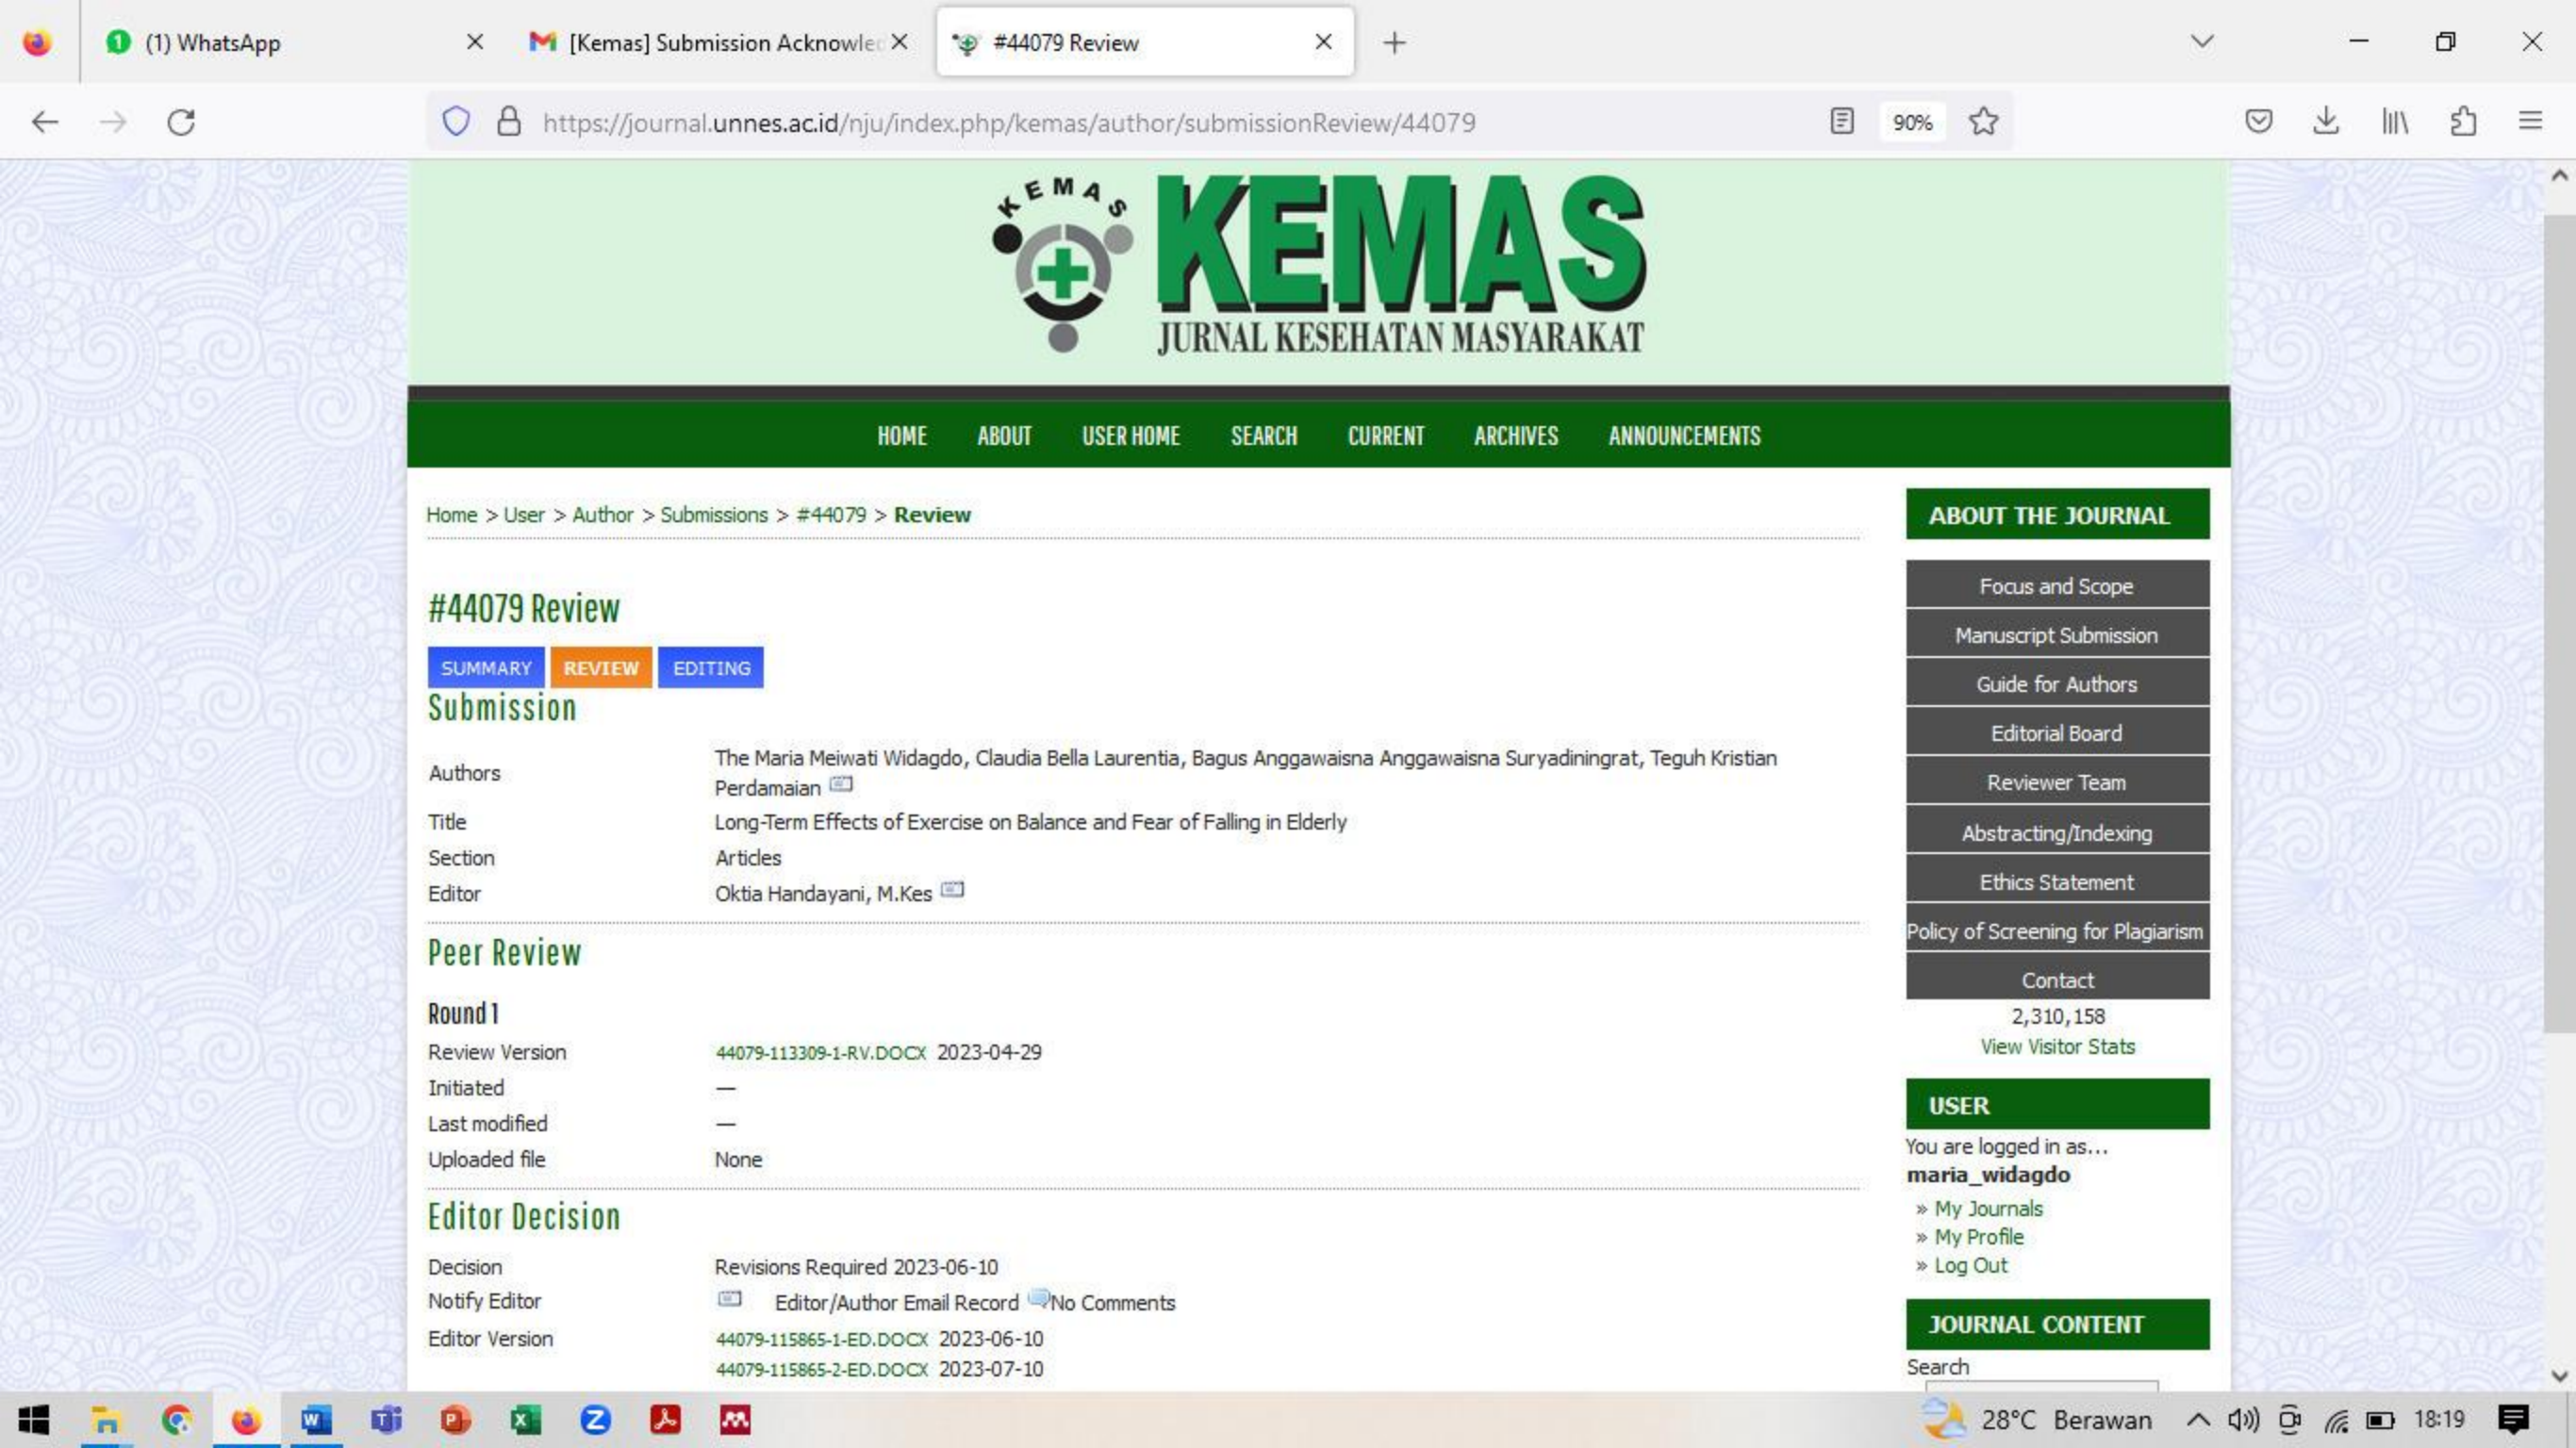 1 (1) WhatsApp
[Kemas] Submission Acknowled
#44079 Review
https://journal.unnes.ac.id/nju/index.php/kemas/author/submissionReview/44079
90%
KEMAS
KEMAS
JURNAL KESEHATAN MASYARAKAT
HOME ABOUT USER HOME SEARCH CURRENT ARCHIVES ANNOUNCEMENTS
Home > User > Author > Submissions > #44079 > Review
#44079 Review
SUMMARY REVIEW EDITING
Submission
Authors The Maria Meiwati Widagdo, Claudia Bella Laurentia, Bagus Anggawaisna Anggawaisna Suryadiningrat, Teguh Kristian
Perdamaian
Title Long-Term Effects of Exercise on Balance and Fear of Falling in Elderly
Section Articles
Editor Oktia Handayani, M.Kes
Peer Review
Round 1
Review Version 44079-113309-1-RV.DOCX 2023-04-29
Initiated —
Last modified —
Uploaded file None
Editor Decision
Decision Revisions Required 2023-06-10
Notify Editor Editor/Author Email Record No Comments
Editor Version 44079-115865-1-ED.DOCX 2023-06-10
44079-115865-2-ED.DOCX 2023-07-10
ABOUT THE JOURNAL
Focus and Scope
Manuscript Submission
Guide for Authors
Editorial Board
Reviewer Team
Abstracting/Indexing
Ethics Statement
Policy of Screening for Plagiarism
Contact
2,310,158
View Visitor Stats
USER
You are logged in as...
maria_widagdo
» My Journals
» My Profile
» Log Out
JOURNAL CONTENT
Search
28°C Berawan 18:19